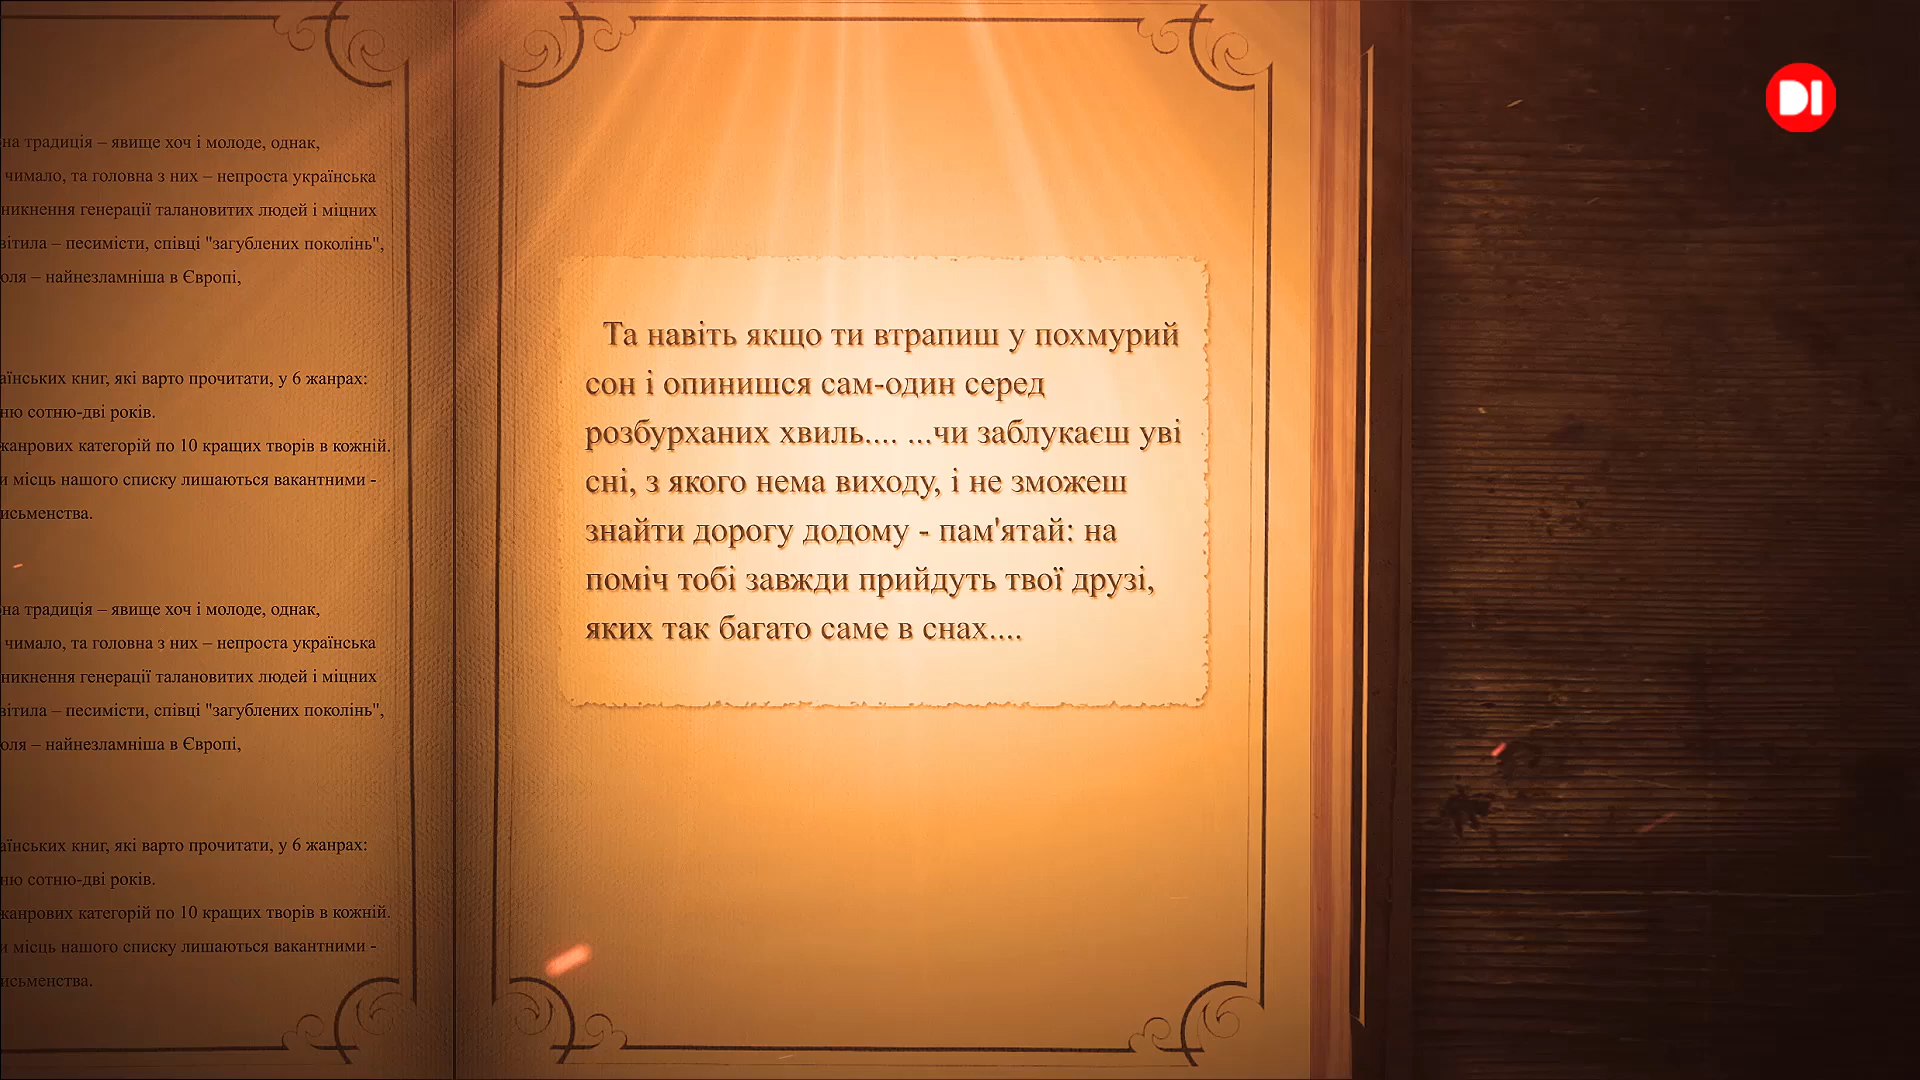 на традиція – явище хоч і молоде, однак,
чимало, та головна з них – непроста українська
никнення генерації талановитих людей і міцних
вітила – песимісти, співці "загублених поколінь",
оля – найнезламніша в Європі,
аїнських книг, які варто прочитати, у 6 жанрах:
ню сотню-дві років.
жанрових категорій по 10 кращих творів в кожній.
и місць нашого списку лишаються вакантними -
исьменства.
на традиція – явище хоч і молоде, однак,
чимало, та головна з них – непроста українська
никнення генерації талановитих людей і міцних
вітила – песимісти, співці "загублених поколінь",
оля – найнезламніша в Європі,
аїнських книг, які варто прочитати, у 6 жанрах:
ню сотню-дві років.
жанрових категорій по 10 кращих творів в кожній.
и місць нашого списку лишаються вакантними -
исьменства.
Та навіть якщо ти втрапиш у похмурий
сон і опинишся сам-один серед
розбурханих хвиль.... ...чи заблукаєш уві
сні, з якого нема виходу, і не зможеш
знайти дорогу додому - пам'ятай: на
поміч тобі завжди прийдуть твої друзі,
яких так багато саме в снах....
DI